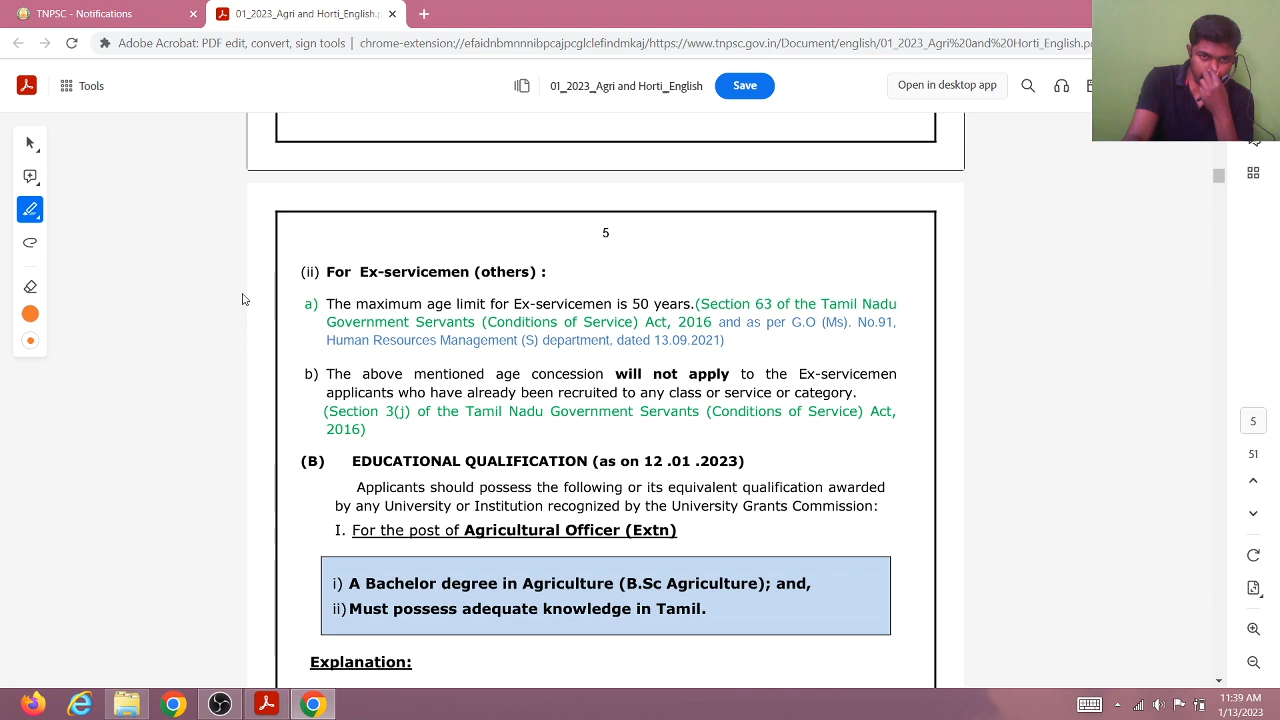 TNPSC - Notifications
01_2023_Agri and Horti_English.p
Adobe Acrobat: PDF edit, convert, sign tools
chrome-extension://efaidnbmnnnibpcajpcglclefindmkaj/https://www.tnpsc.gov.in/Document/english/01_2023_Agri%20and%20Horti_English.pd
Tools
01_2023_Agri and Horti_English
Save
Open in desktop app
5
(ii) For Ex-servicemen (others) :
a) The maximum age limit for Ex-servicemen is 50 years.(Section 63 of the Tamil Nadu
Government Servants (Conditions of Service) Act, 2016 and as per G.O (Ms). No.91,
Human Resources Management (S) department, dated 13.09.2021)
b) The above mentioned age concession will not apply to the Ex-servicemen
applicants who have already been recruited to any class or service or category.
(Section 3(j) of the Tamil Nadu Government Servants (Conditions of Service) Act,
2016)
(B) EDUCATIONAL QUALIFICATION (as on 12 .01 .2023)
Applicants should possess the following or its equivalent qualification awarded
by any University or Institution recognized by the University Grants Commission:
I. For the post of Agricultural Officer (Extn)
i) A Bachelor degree in Agriculture (B.Sc Agriculture); and,
ii) Must possess adequate knowledge in Tamil.
Explanation:
5
51
11:39 AM
1/13/2023